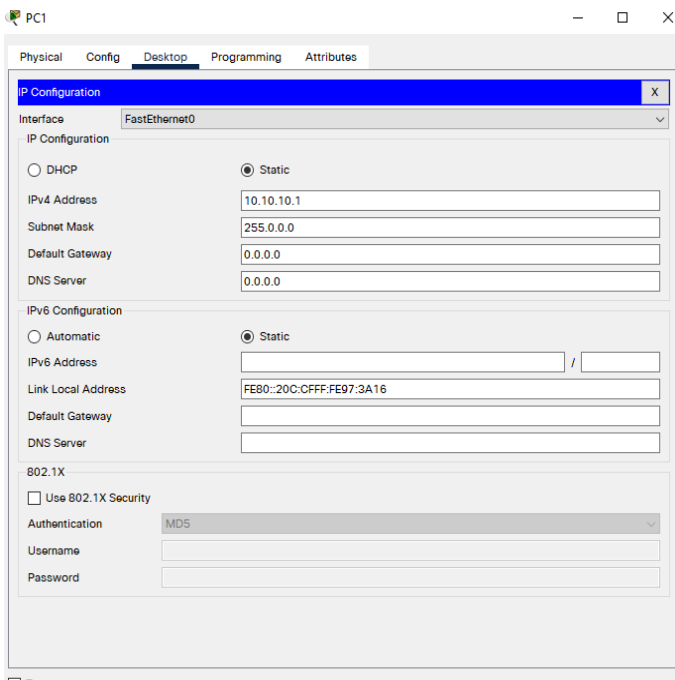 PC1
Physical Config Desktop Programming Attributes
IP Configuration X
Interface FastEthernet0
IP Configuration
DHCP Static
IPv4 Address 10.10.10.1
Subnet Mask 255.0.0.0
Default Gateway 0.0.0.0
DNS Server 0.0.0.0
IPv6 Configuration
Automatic Static
IPv6 Address /
Link Local Address FE80::20C:CFFF:FE97:3A16
Default Gateway
DNS Server
802.1X
Use 802.1X Security
Authentication MD5
Username
Password